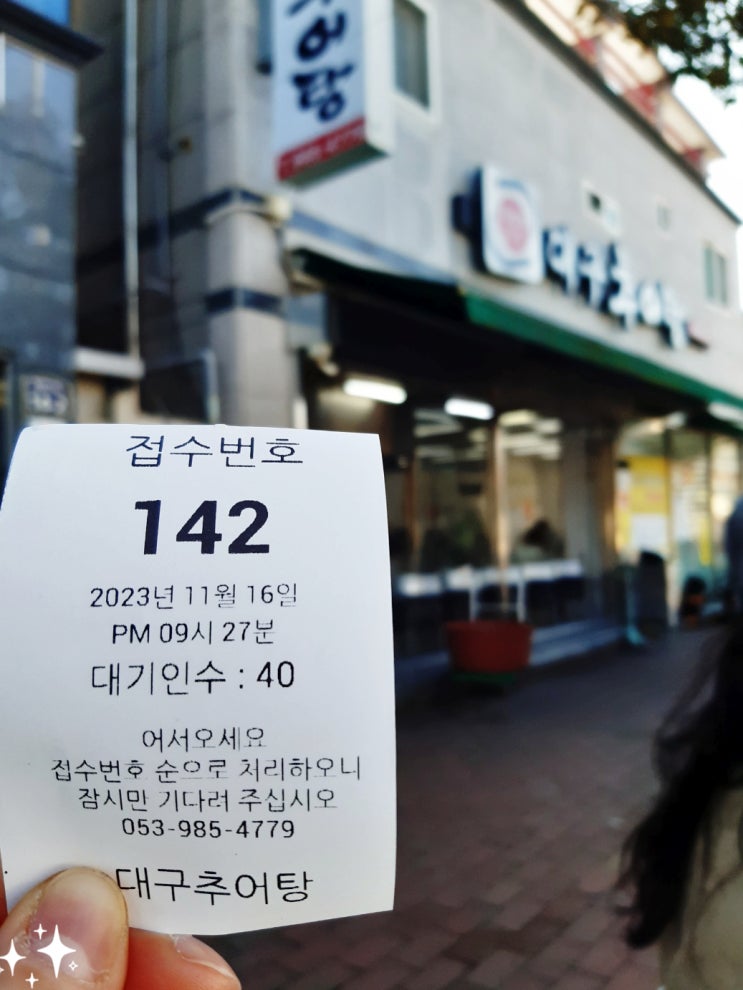 어탕
대구추어탕
접수번호
142
2023년 11월 16일
PM 09시 27분
대기인수 : 40
어서오세요
접수번호 순으로 처리하오니
잠시만 기다려 주십시오
053-985-4779
대구추어탕